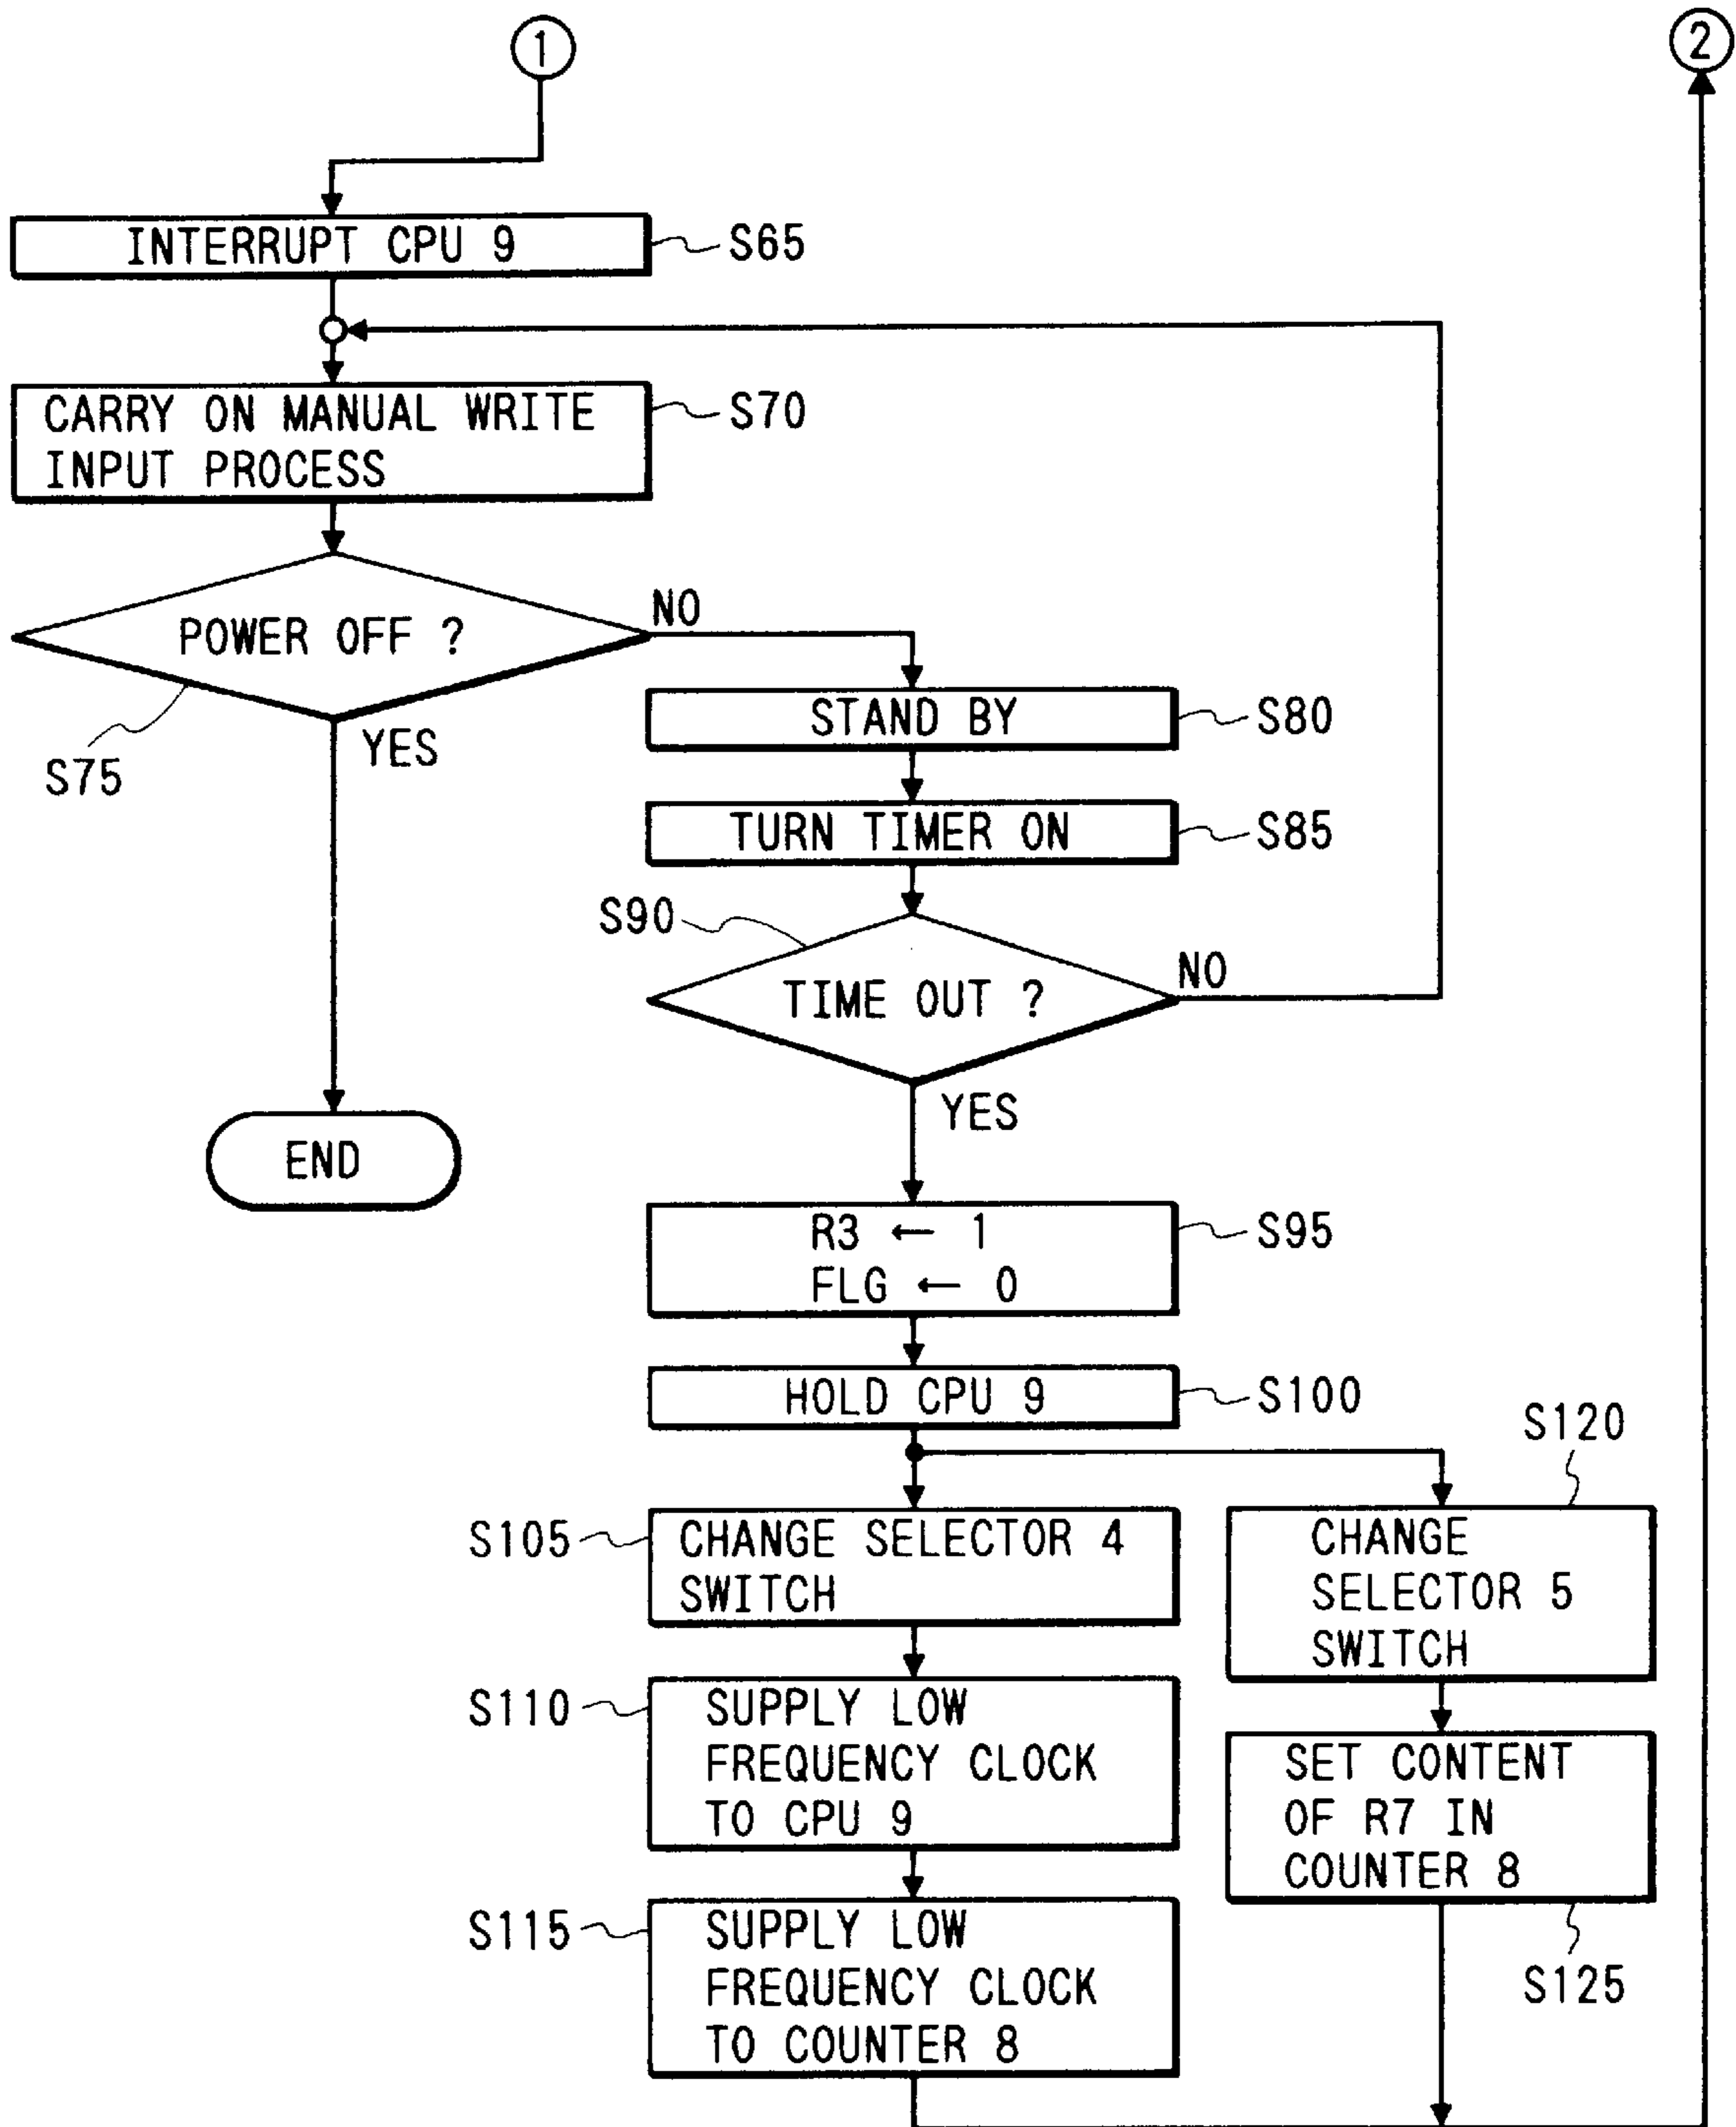 1
2
INTERRUPT CPU 9
S65
CARRY ON MANUAL WRITE
INPUT PROCESS
S70
POWER OFF ?
NO
S75
YES
STAND BY
S80
TURN TIMER ON
S85
S90
TIME OUT ?
NO
YES
END
R3 ← 1
FLG ← 0
S95
HOLD CPU 9
S100
S105
CHANGE SELECTOR 4
SWITCH
S110
SUPPLY LOW
FREQUENCY CLOCK
TO CPU 9
S115
SUPPLY LOW
FREQUENCY CLOCK
TO COUNTER 8
S120
CHANGE
SELECTOR 5
SWITCH
SET CONTENT
OF R7 IN
COUNTER 8
S125